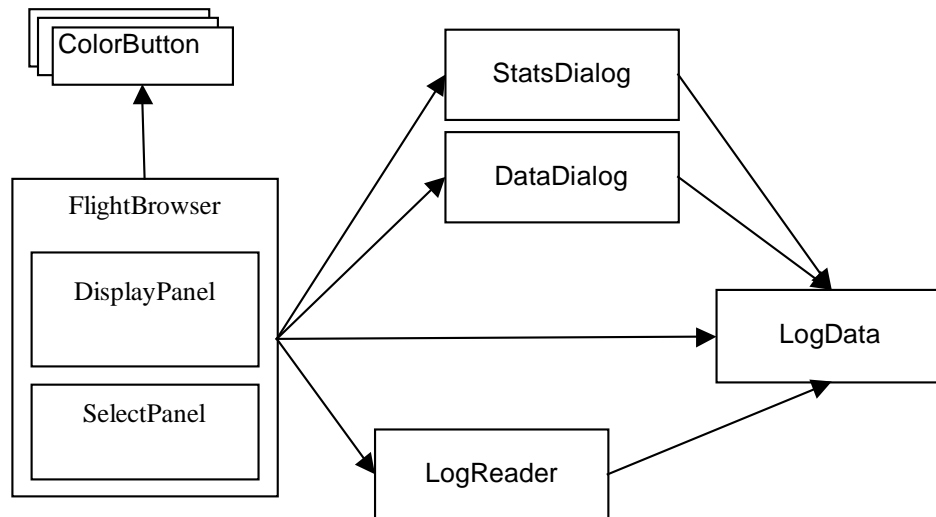 ColorButton
StatsDialog
DataDialog
FlightBrowser
DisplayPanel
LogData
SelectPanel
LogReader